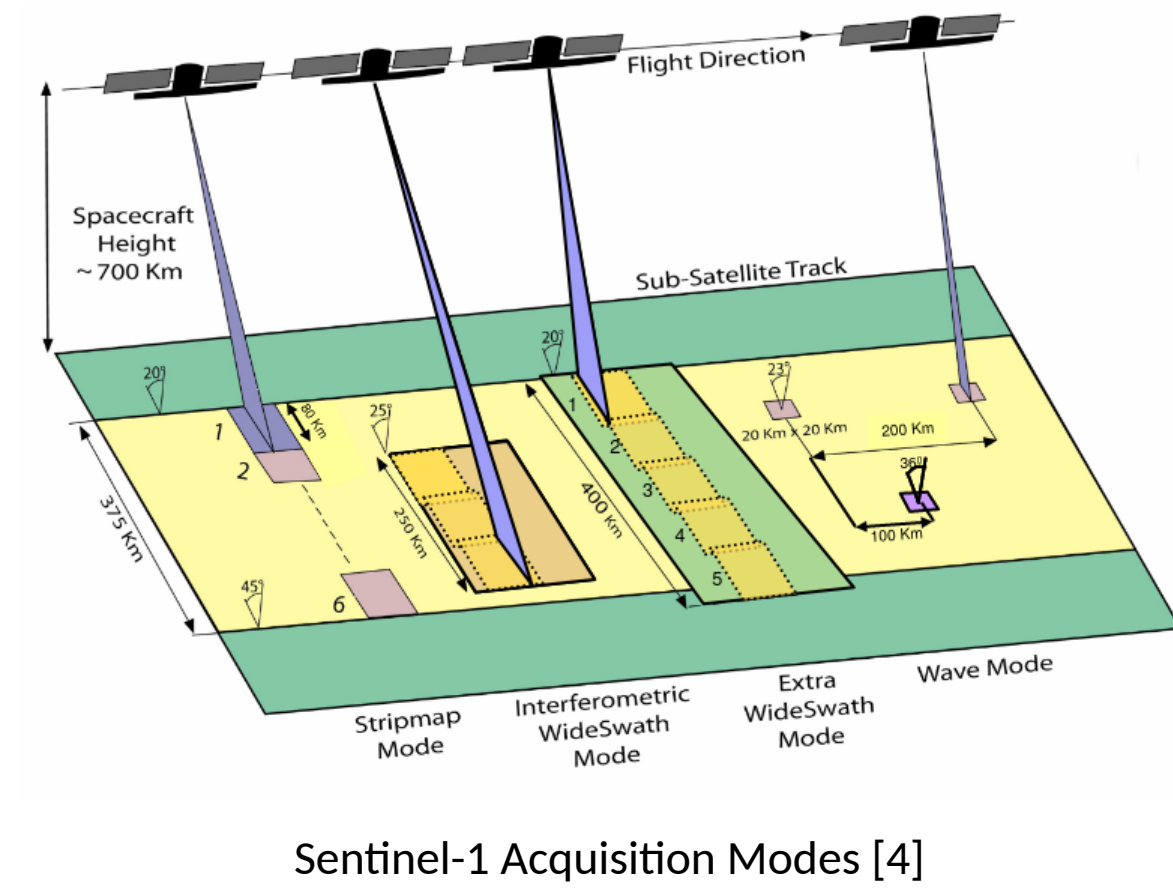 Flight Direction
Spacecraft
Height
~ 700 Km
Sub-Satellite Track
20°
20°
23°
25°
80 Km
1
2
1
2
3
4
5
20 Km x 20 Km
200 Km
36°
100 Km
375 Km
250 Km
400 Km
45°
6
Stripmap
Mode
Interferometric
WideSwath
Mode
Extra
WideSwath
Mode
Wave Mode
Sentinel-1 Acquisition Modes [4]